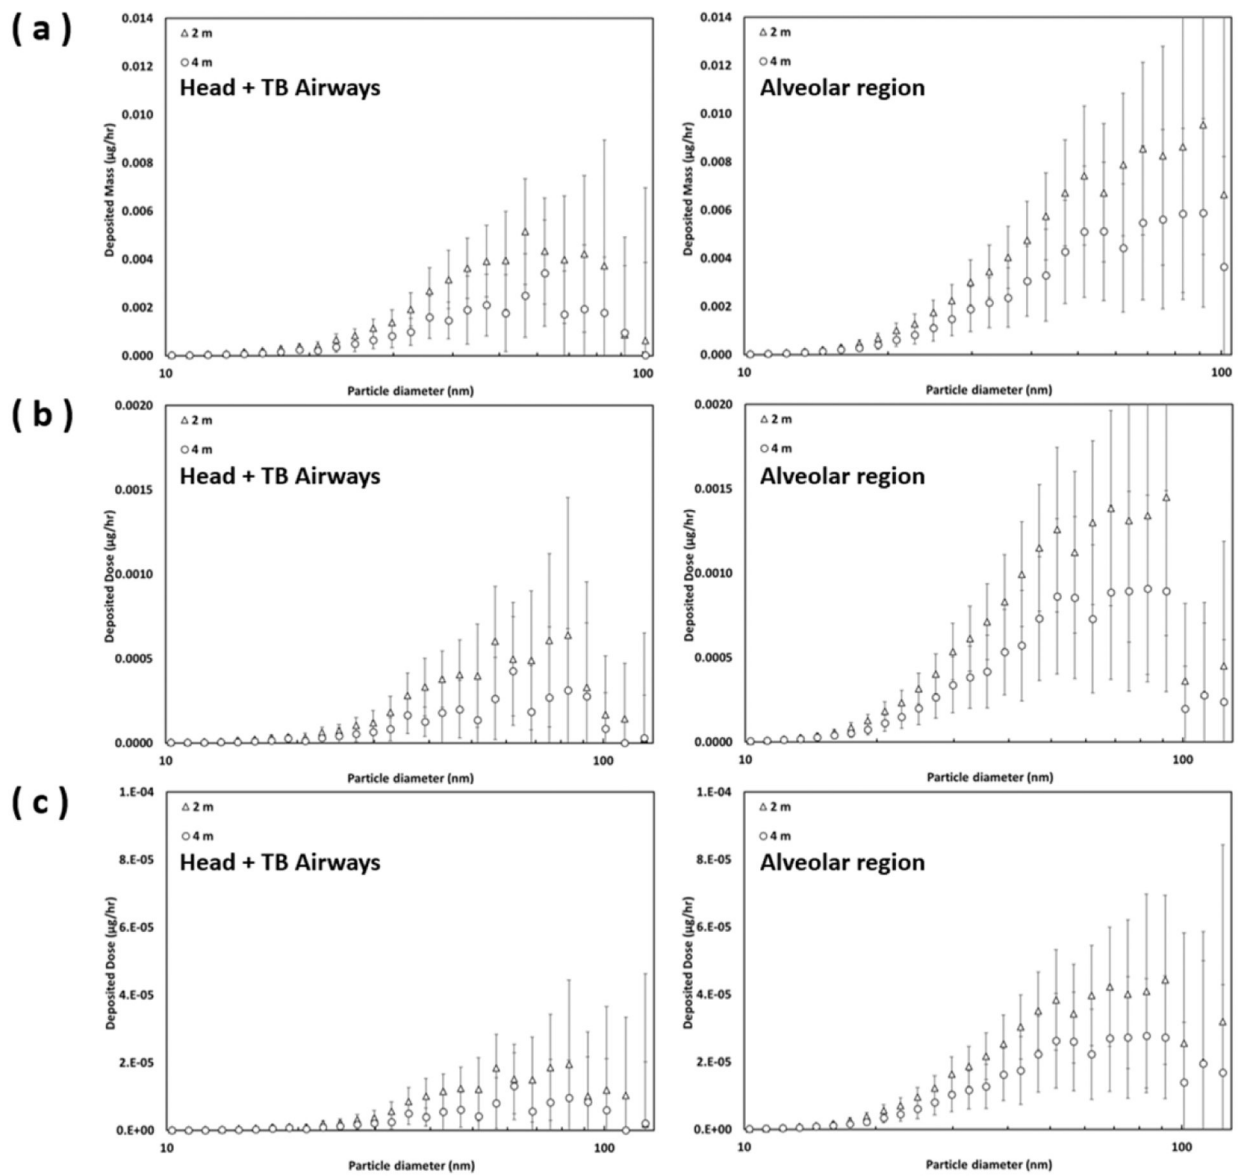 ( a )
0.014
0.012
0.010
0.008
0.006
0.004
0.002
0.000
Deposited Mass (µg/hr)
2 m
4 m
Head + TB Airways
10
100
Particle diameter (nm)
0.014
0.012
0.010
0.008
0.006
0.004
0.002
0.000
Deposited Mass (µg/hr)
2 m
4 m
Alveolar region
10
100
Particle diameter (nm)
( b )
0.0020
0.0015
0.0010
0.0005
0.0000
Deposited Dose (µg/hr)
2 m
4 m
Head + TB Airways
10
100
Particle diameter (nm)
0.0020
0.0015
0.0010
0.0005
0.0000
Deposited Dose (µg/hr)
2 m
4 m
Alveolar region
10
100
Particle diameter (nm)
( c )
1.E-04
8.E-05
6.E-05
4.E-05
2.E-05
0.E+00
Deposited Dose (µg/hr)
2 m
4 m
Head + TB Airways
10
100
Particle diameter (nm)
1.E-04
8.E-05
6.E-05
4.E-05
2.E-05
0.E+00
Deposited Dose (µg/hr)
2 m
4 m
Alveolar region
10
100
Particle diameter (nm)